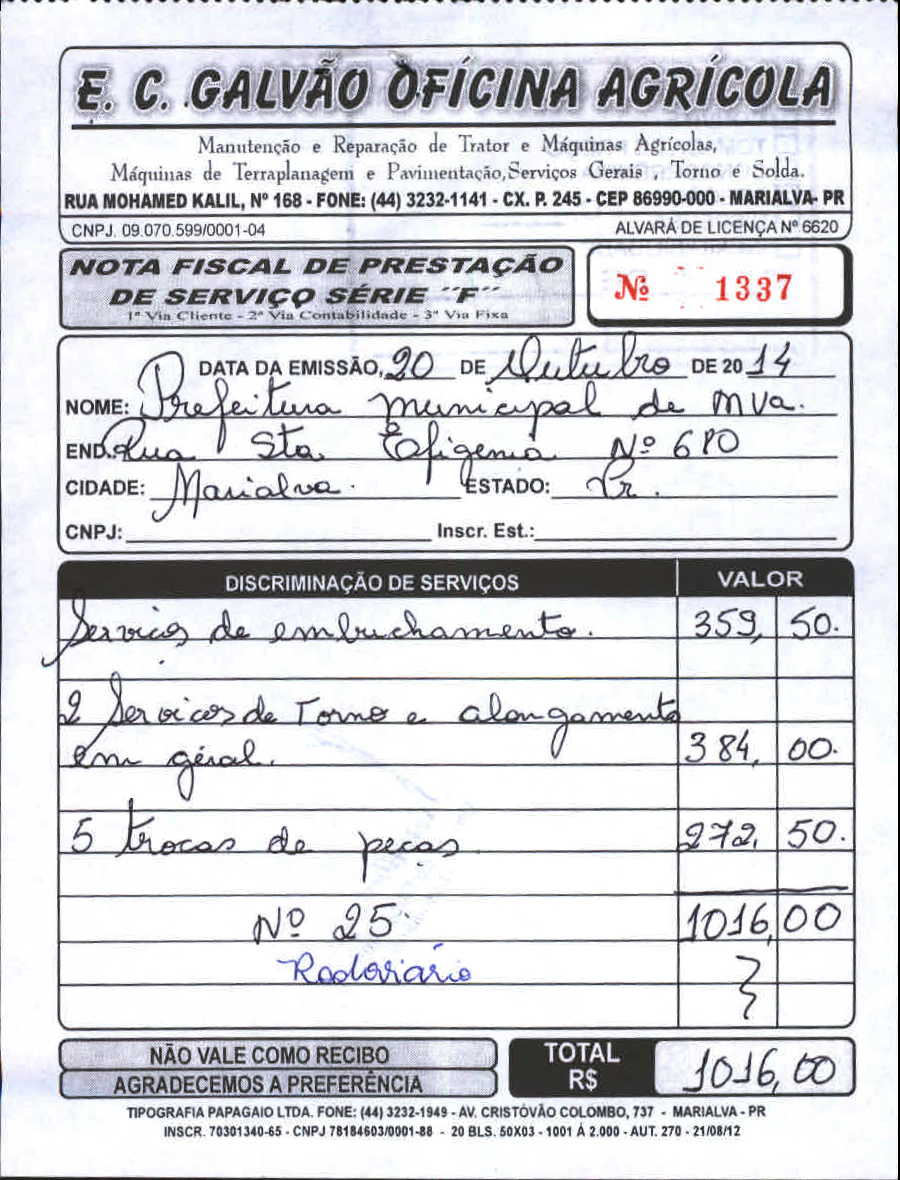 E. C. GALVÃO OFÍCINA AGRÍCOLA
Manutenção e Reparação de Trator e Máquinas Agrícolas,
Máquinas de Terraplanagem e Pavimentação, Serviços Gerais , Torno e Solda.
RUA MOHAMED KALIL, Nº 168 - FONE: (44) 3232-1141 - CX. P. 245 - CEP 86990-000 - MARIALVA- PR
CNPJ. 09.070.599/0001-04 ALVARÁ DE LICENÇA Nº 6620
NOTA FISCAL DE PRESTAÇÃO
DE SERVIÇO SÉRIE "F"
1ª Via Cliente - 2ª Via Contabilidade - 3ª Via Fixa
Nº 1337
DATA DA EMISSÃO, 20 DE Outubro DE 2014
NOME: Prefeitura municipal de Mva.
END. Rua Sta Efigenia Nº 680
CIDADE: Marialva. ESTADO: Pr.
CNPJ: Inscr. Est.:
DISCRIMINAÇÃO DE SERVIÇOS VALOR
Servicos de embuchamento. 359, 50.
2 Servicos de Torno e alongamento
em géral. 384, 00.
5 trocas de peças 272, 50.
Nº 25. 1016,00
Rodoviário
NÃO VALE COMO RECIBO
AGRADECEMOS A PREFERÊNCIA
TOTAL R$ 1016,00
TIPOGRAFIA PAPAGAIO LTDA. FONE: (44) 3232-1949 - AV. CRISTÓVÃO COLOMBO, 737 - MARIALVA - PR
INSCR. 70301340-65 - CNPJ 78184603/0001-88 - 20 BLS. 50X03 - 1001 Á 2.000 - AUT. 270 - 21/08/12